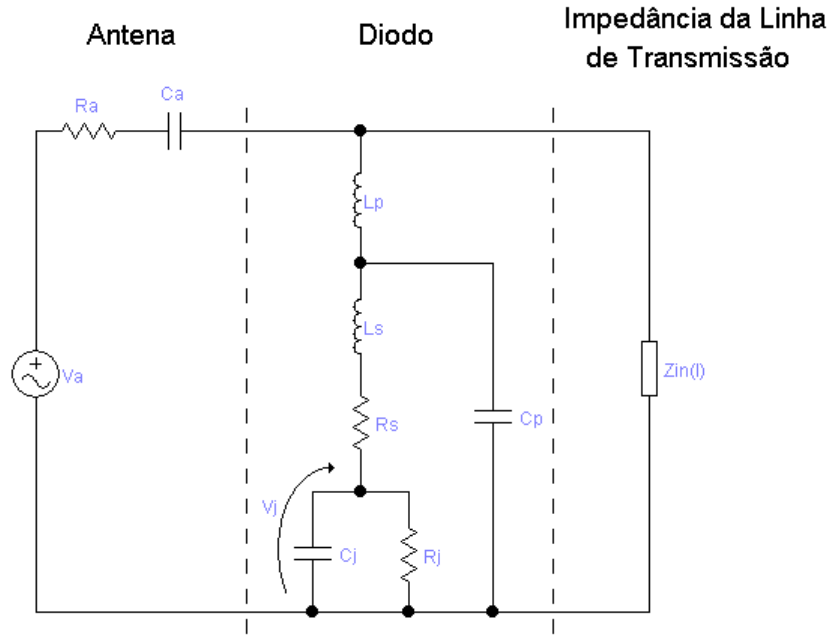 Antena
Diodo
Impedância da Linha
de Transmissão
Ra
Ca
Lp
Ls
Va
Zin(l)
Rs
Cp
Vj
Cj
Rj